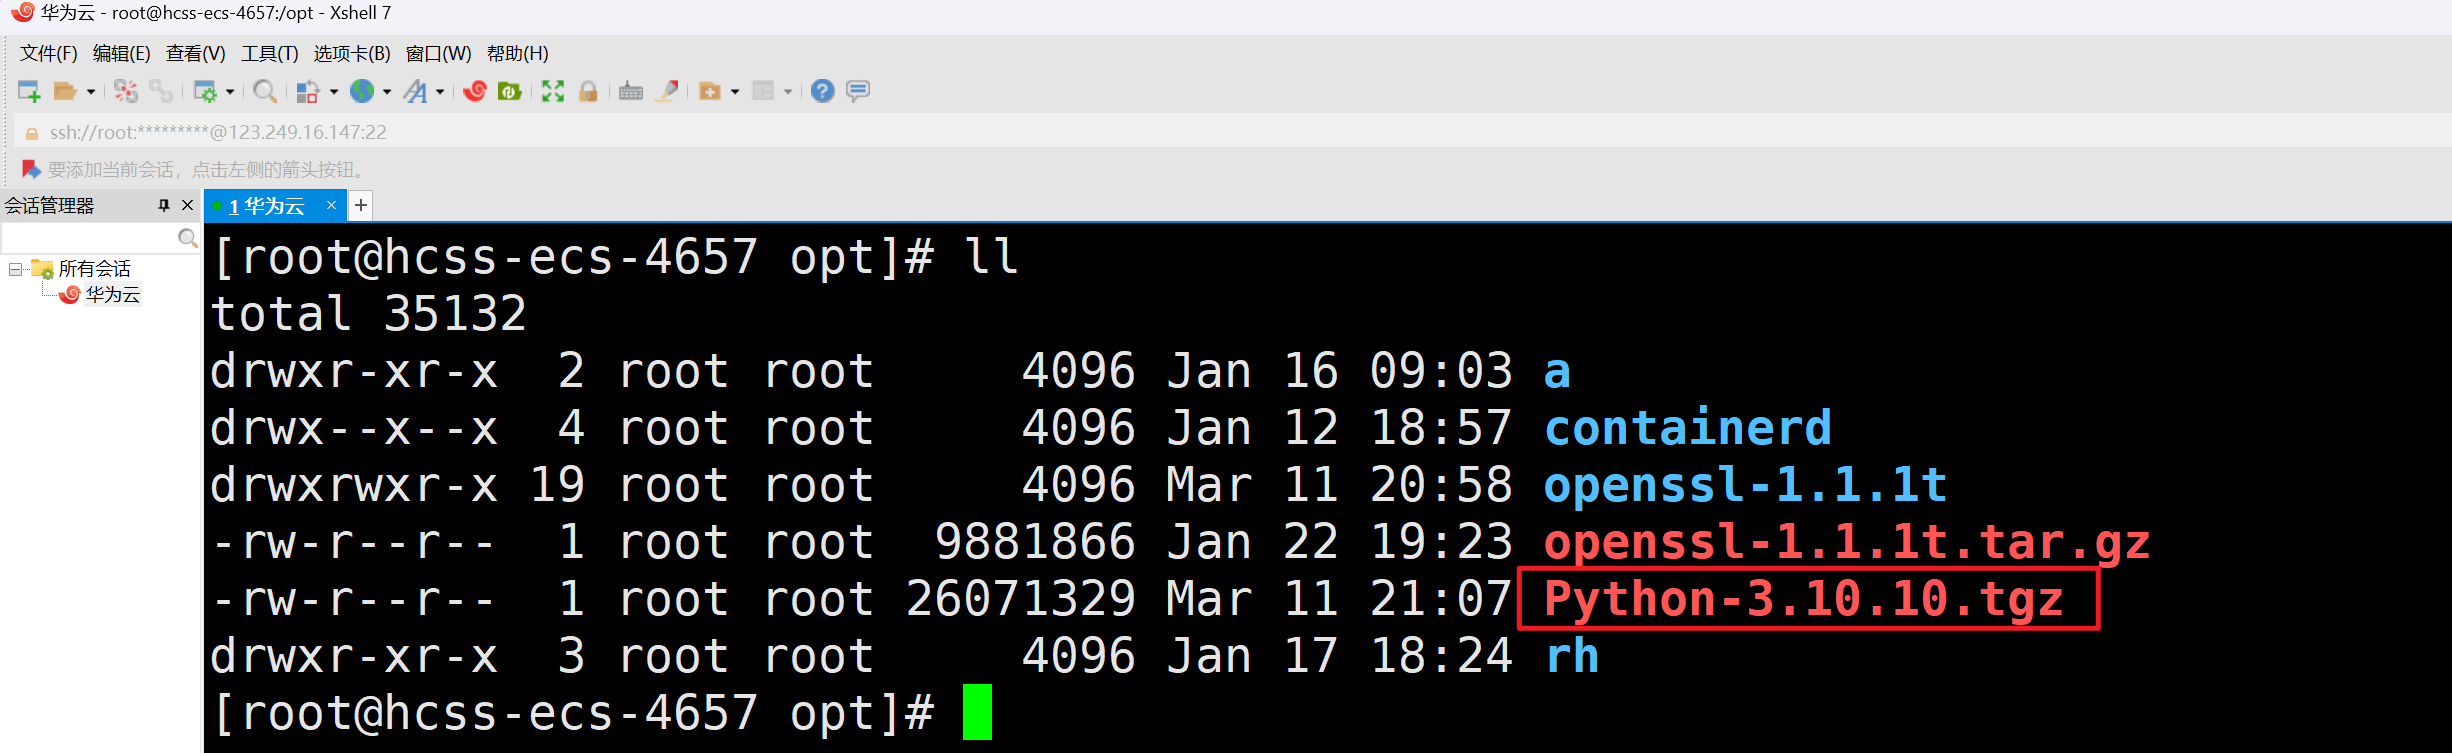 华为云 - root@hcss-ecs-4657:/opt - Xshell 7
文件(F) 编辑(E) 查看(V) 工具(T) 选项卡(B) 窗口(W) 帮助(H)
ssh://root:*********@123.249.16.147:22
要添加当前会话，点击左侧的箭头按钮。
会话管理器
1 华为云
所有会话
华为云
[root@hcss-ecs-4657 opt]# ll
total 35132
drwxr-xr-x  2 root root     4096 Jan 16 09:03 a
drwx--x--x  4 root root     4096 Jan 12 18:57 containerd
drwxrwxr-x 19 root root     4096 Mar 11 20:58 openssl-1.1.1t
-rw-r--r--  1 root root  9881866 Jan 22 19:23 openssl-1.1.1t.tar.gz
-rw-r--r--  1 root root 26071329 Mar 11 21:07 Python-3.10.10.tgz
drwxr-xr-x  3 root root     4096 Jan 17 18:24 rh
[root@hcss-ecs-4657 opt]#